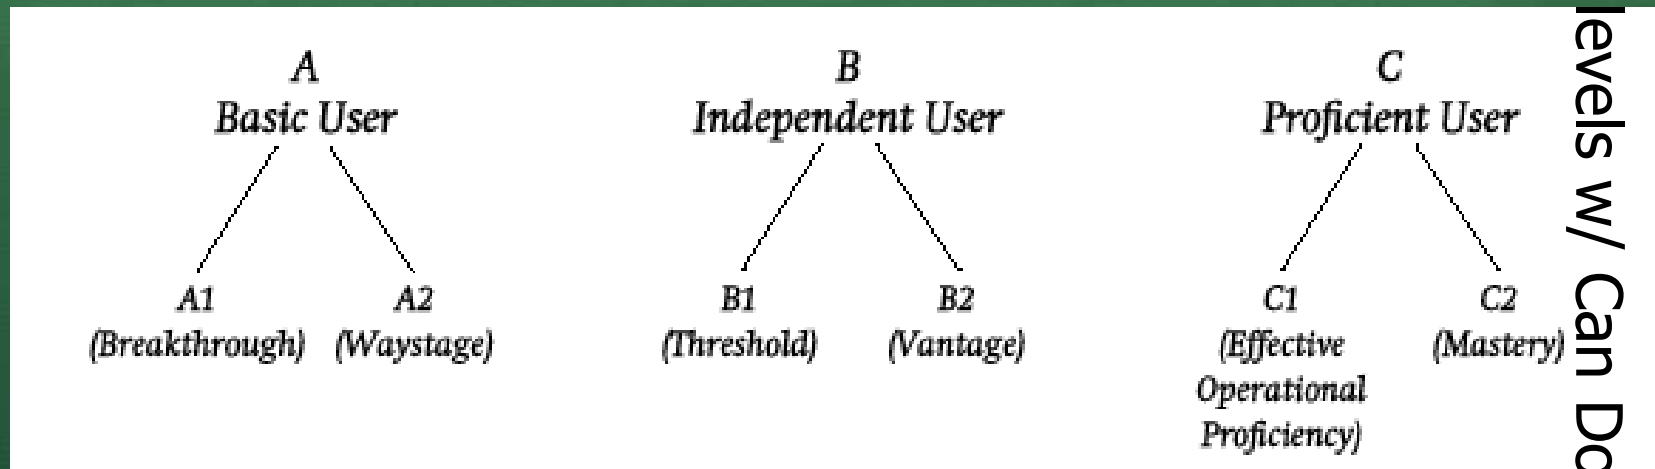 A
Basic User
B
Independent User
C
Proficient User
A1
(Breakthrough)
A2
(Waystage)
B1
(Threshold)
B2
(Vantage)
C1
(Effective
Operational
Proficiency)
C2
(Mastery)
levels w/ Can Do